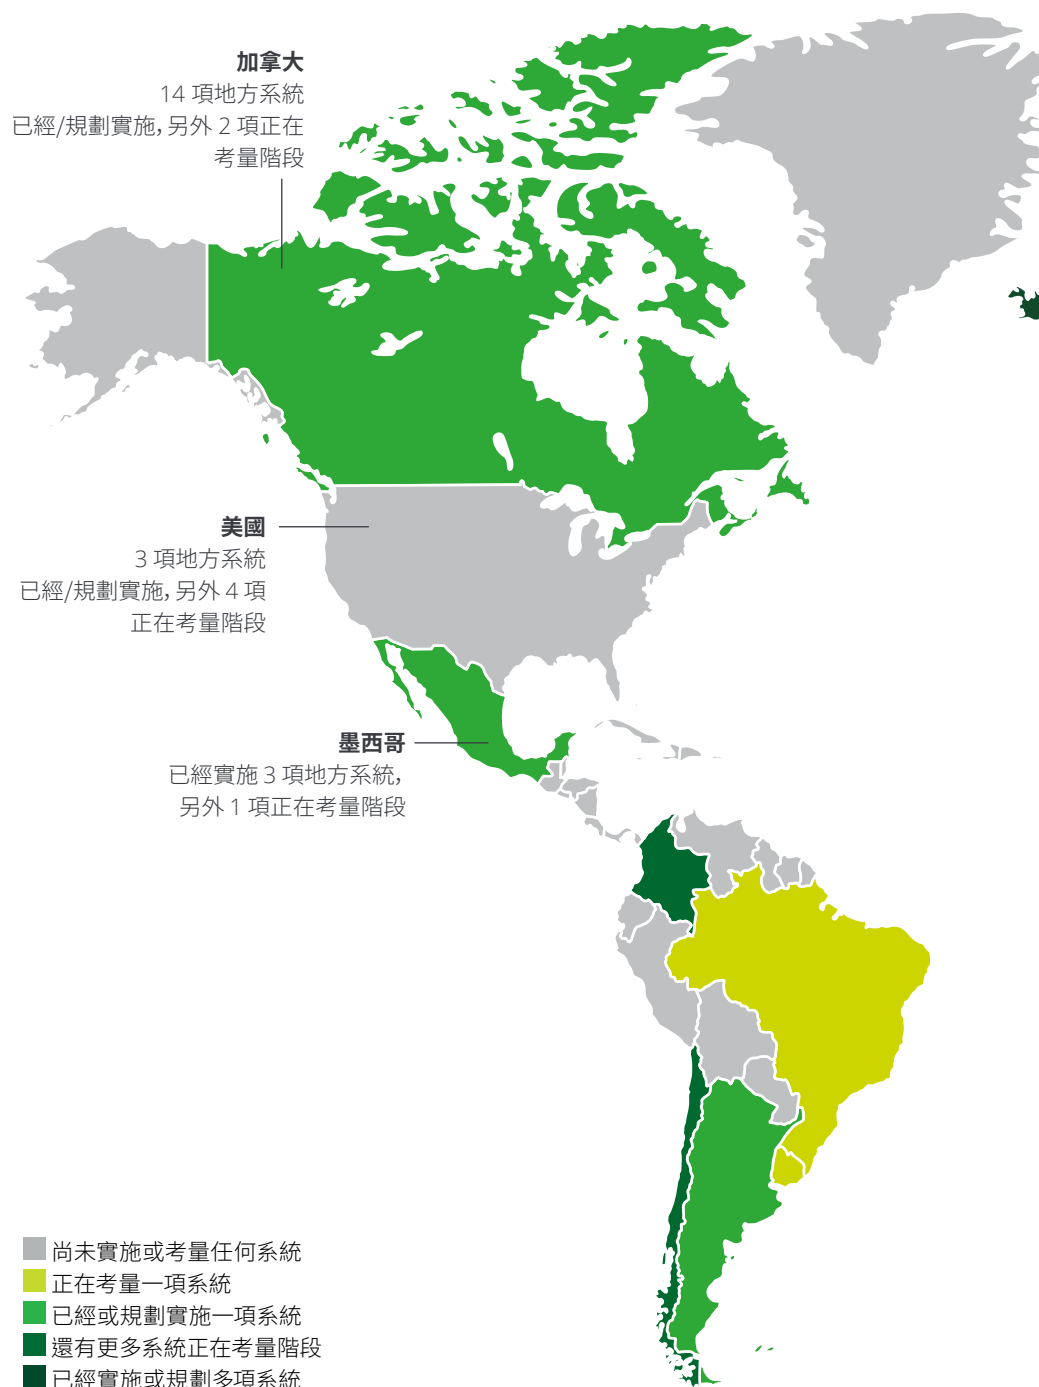 加拿大
14 項地方系統
已經/規劃實施，另外 2 項正在
考量階段
美國
3 項地方系統
已經/規劃實施，另外 4 項
正在考量階段
墨西哥
已經實施 3 項地方系統，
另外 1 項正在考量階段
尚未實施或考量任何系統
正在考量一項系統
已經或規劃實施一項系統
還有更多系統正在考量階段
已經實施或規劃多項系統